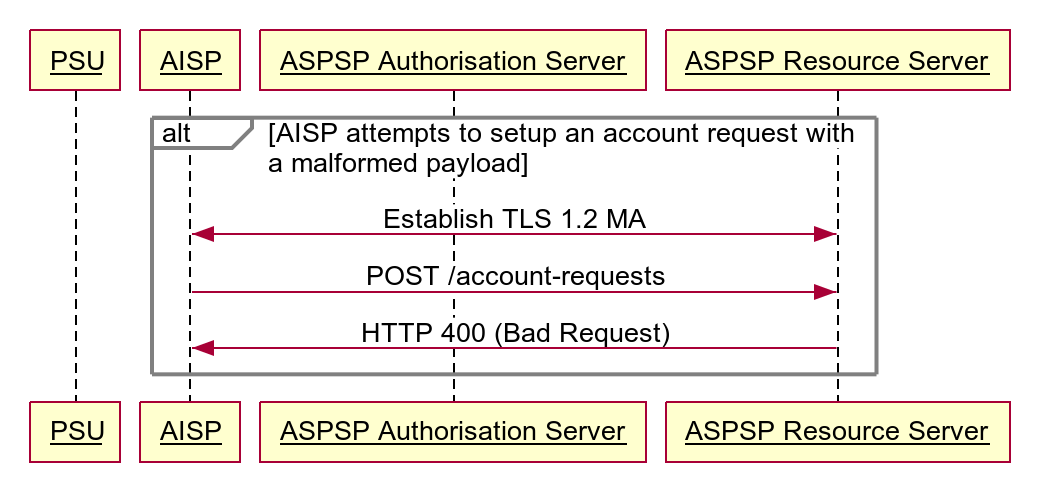 PSU
AISP
ASPSP Authorisation Server
ASPSP Resource Server
alt
[AISP attempts to setup an account request with
a malformed payload]
Establish TLS 1.2 MA
POST /account-requests
HTTP 400 (Bad Request)
PSU
AISP
ASPSP Authorisation Server
ASPSP Resource Server